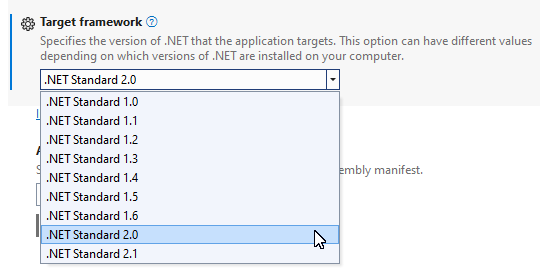 Target framework
Specifies the version of .NET that the application targets. This option can have different values
depending on which versions of .NET are installed on your computer.
.NET Standard 2.0
.NET Standard 1.0
.NET Standard 1.1
.NET Standard 1.2
.NET Standard 1.3
.NET Standard 1.4
embly manifest.
.NET Standard 1.5
.NET Standard 1.6
.NET Standard 2.0
.NET Standard 2.1